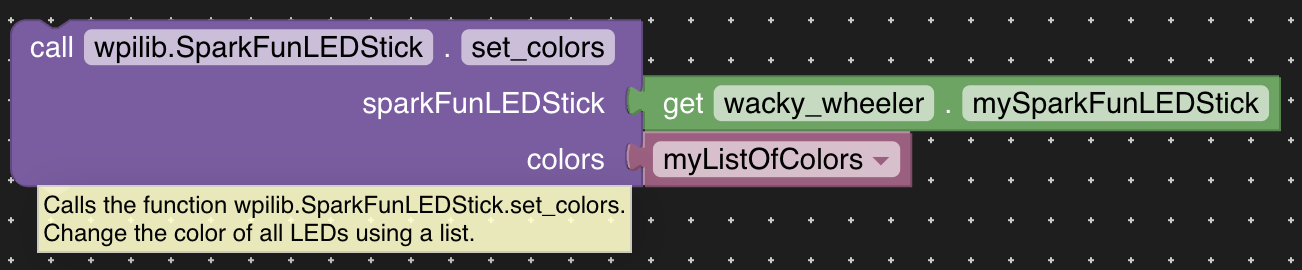 call wpilib.SparkFunLEDStick . set_colors
sparkFunLEDStick get wacky_wheeler . mySparkFunLEDStick
colors myListOfColors
Calls the function wpilib.SparkFunLEDStick.set_colors.
Change the color of all LEDs using a list.